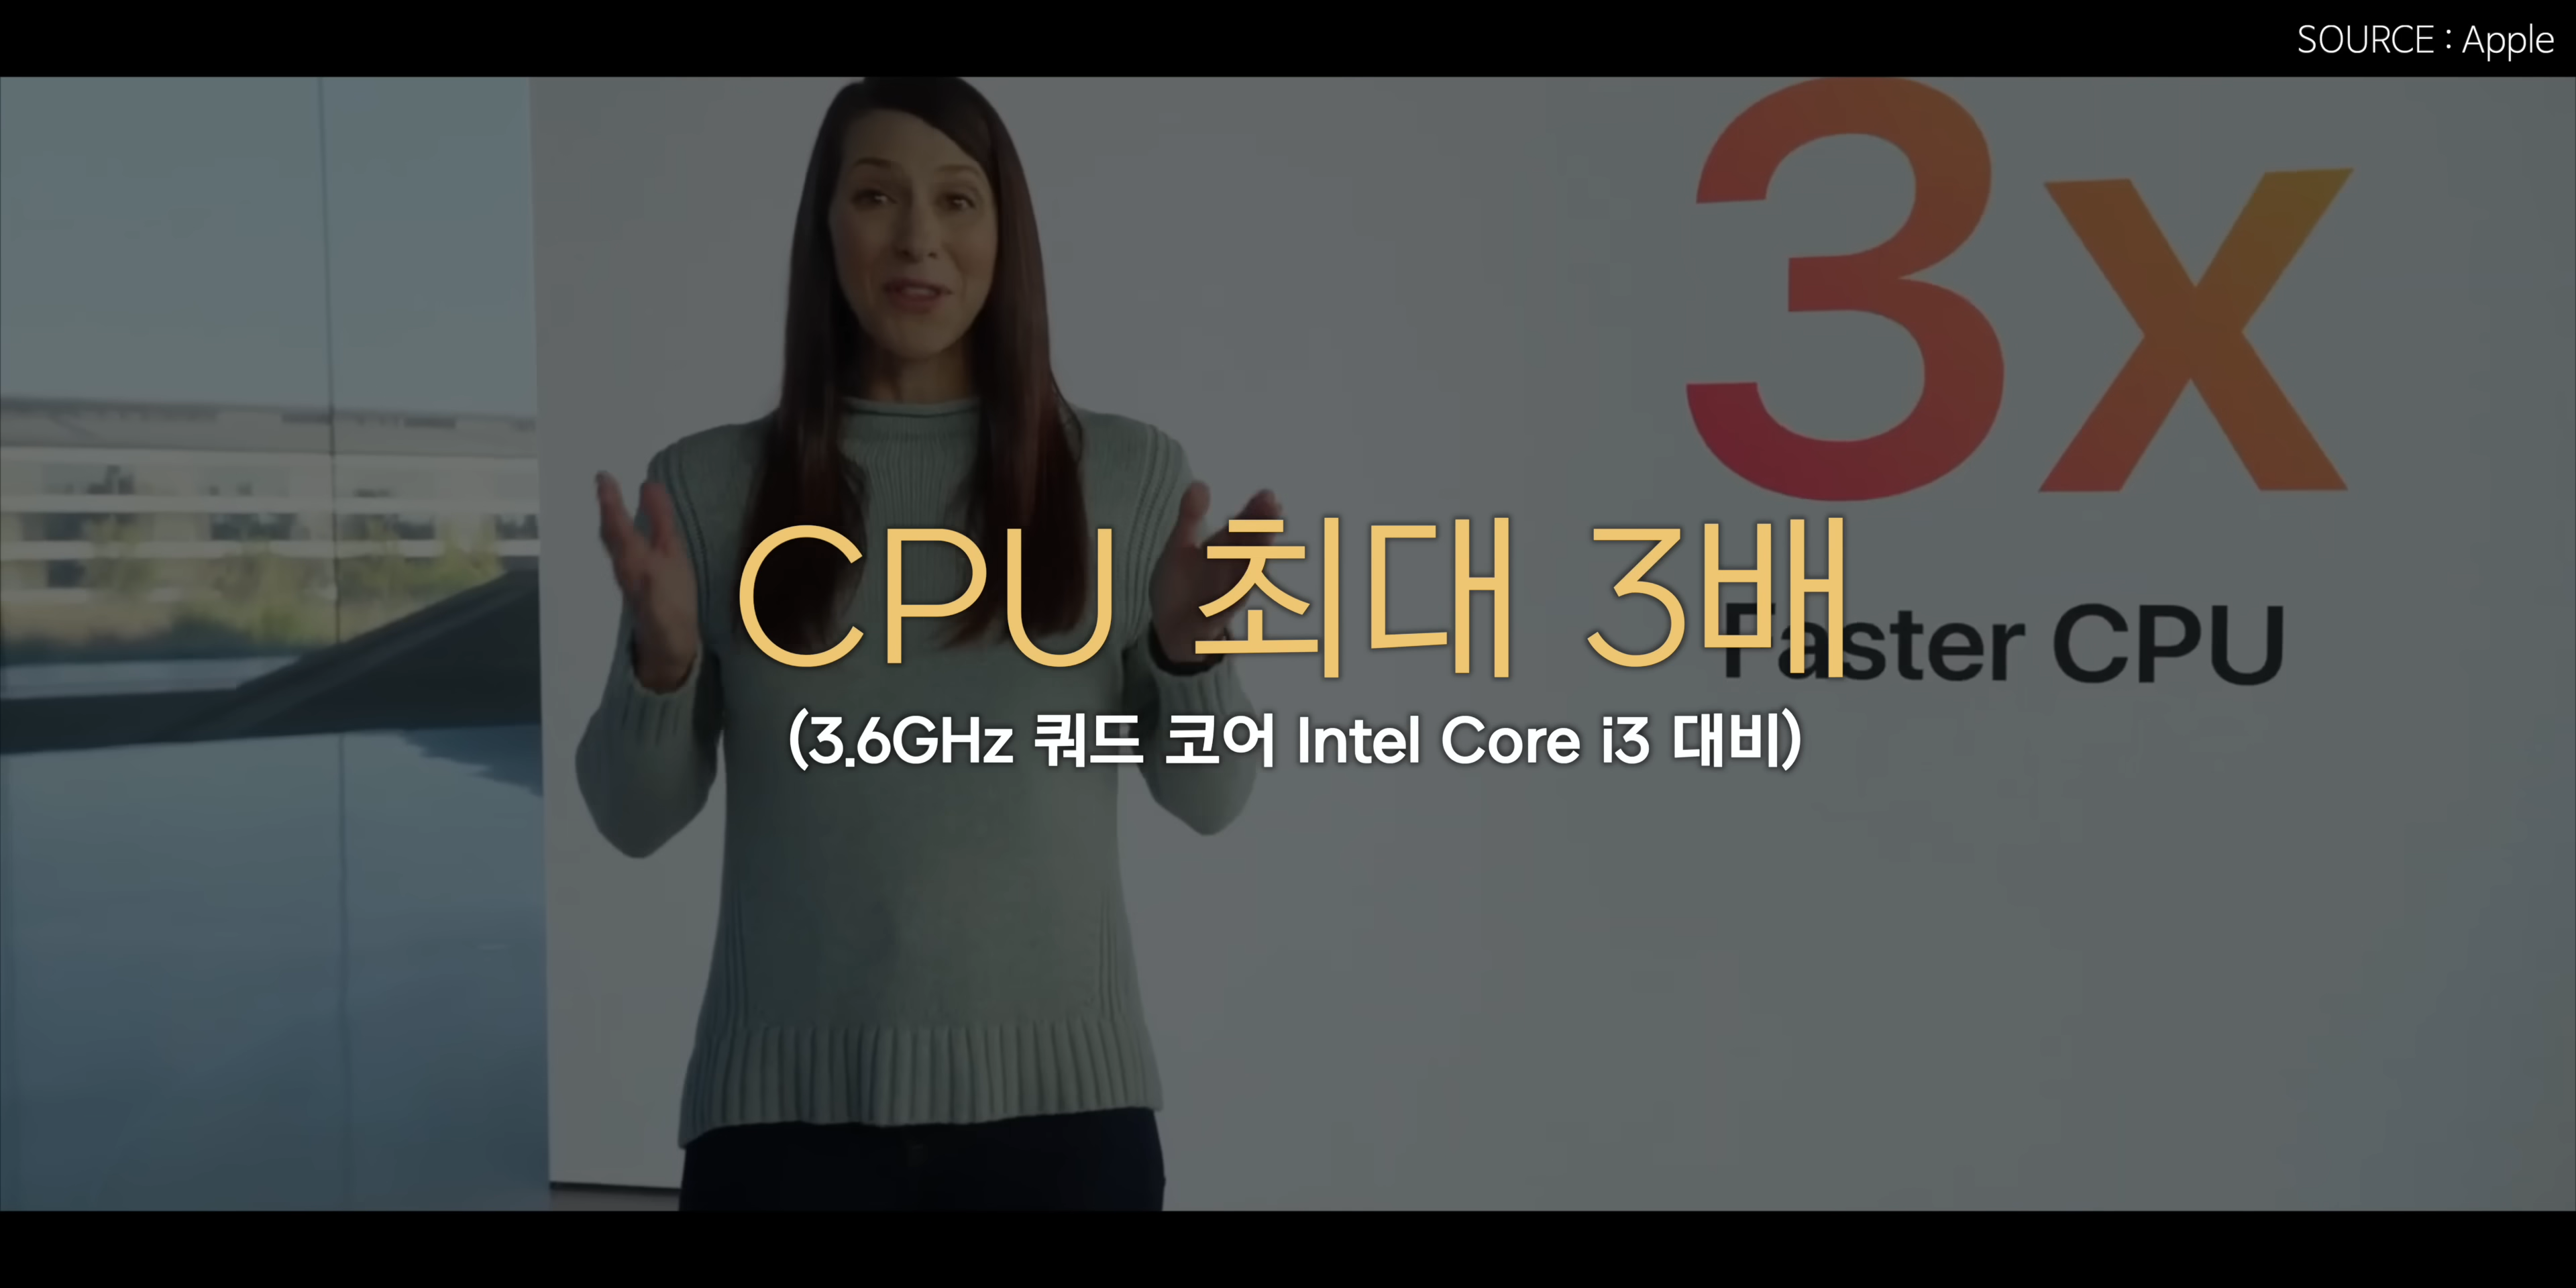 SOURCE : Apple
3x
Faster CPU
CPU 최대 3배
(3.6GHz 쿼드 코어 Intel Core i3 대비)